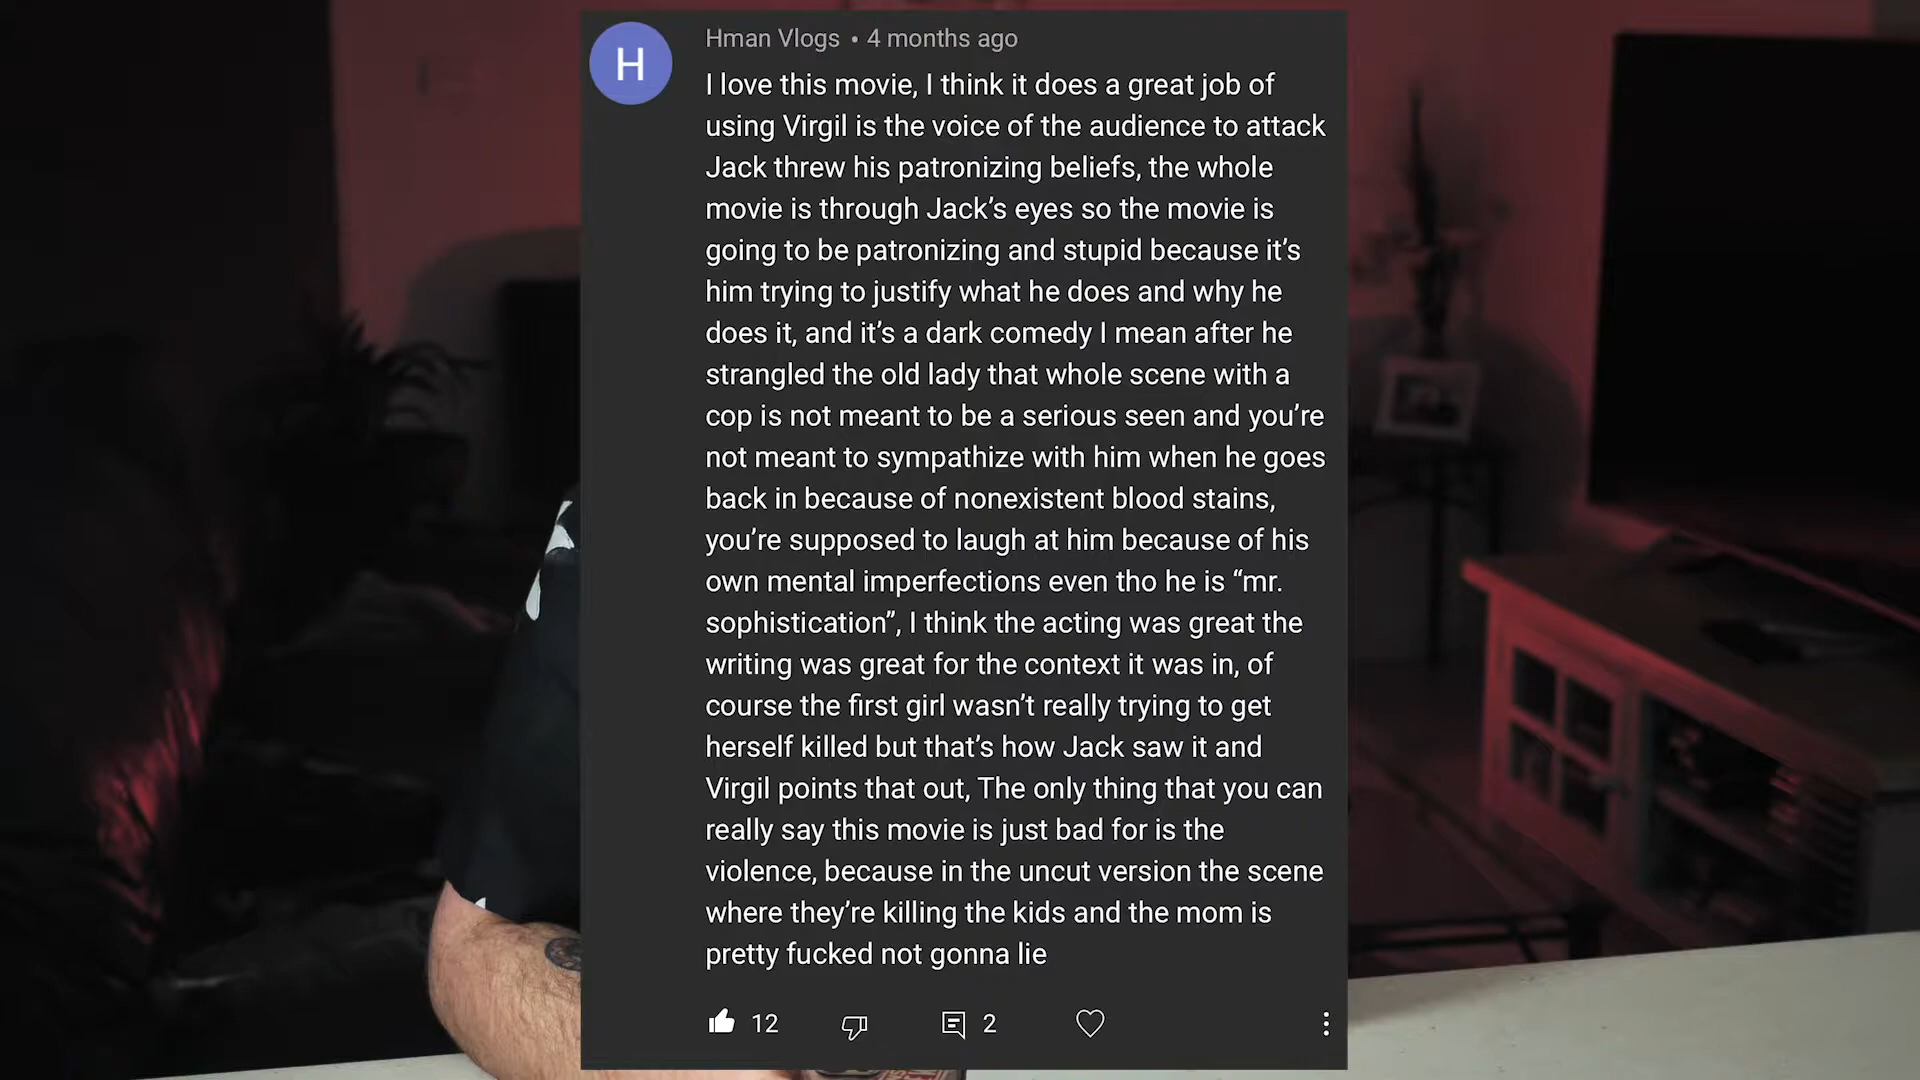 H
Hman Vlogs • 4 months ago
I love this movie, I think it does a great job of
using Virgil is the voice of the audience to attack
Jack threw his patronizing beliefs, the whole
movie is through Jack's eyes so the movie is
going to be patronizing and stupid because it's
him trying to justify what he does and why he
does it, and it's a dark comedy I mean after he
strangled the old lady that whole scene with a
cop is not meant to be a serious seen and you're
not meant to sympathize with him when he goes
back in because of nonexistent blood stains,
you're supposed to laugh at him because of his
own mental imperfections even tho he is “mr.
sophistication”, I think the acting was great the
writing was great for the context it was in, of
course the first girl wasn't really trying to get
herself killed but that's how Jack saw it and
Virgil points that out, The only thing that you can
really say this movie is just bad for is the
violence, because in the uncut version the scene
where they're killing the kids and the mom is
pretty fucked not gonna lie
12 2